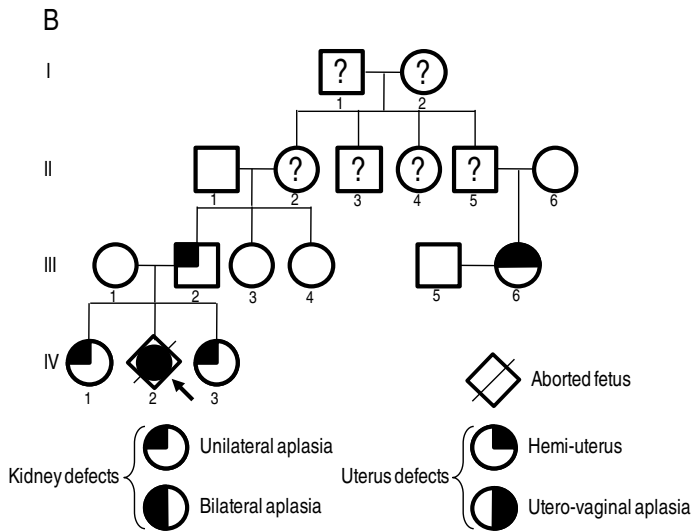 B
I
? ?
1 2
II
? ? ? ?
1 2 3 4 5 6
III
1 2 3 4 5 6
IV
1 2 3
Aborted fetus
Kidney defects
Unilateral aplasia
Bilateral aplasia
Uterus defects
Hemi-uterus
Utero-vaginal aplasia